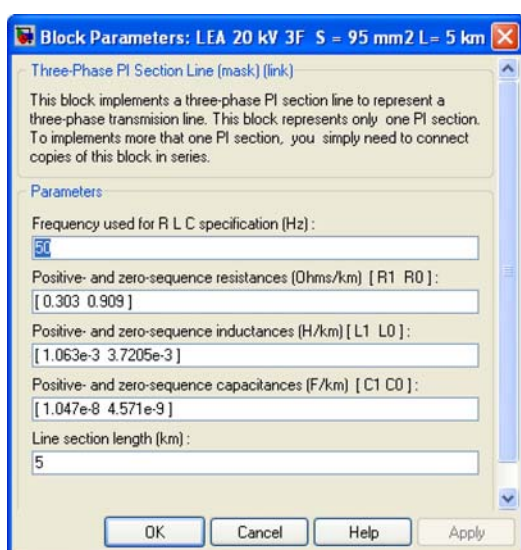 Block Parameters: LEA 20 kV 3F S = 95 mm2 L= 5 km
Three-Phase PI Section Line (mask) (link)
This block implements a three-phase PI section line to represent a
three-phase transmision line. This block represents only one PI section.
To implements more that one PI section, you simply need to connect
copies of this block in series.
Parameters
Frequency used for R L C specification (Hz) :
50
Positive- and zero-sequence resistances (Ohms/km) [ R1 R0 ] :
[ 0.303 0.909 ]
Positive- and zero-sequence inductances (H/km) [ L1 L0 ] :
[ 1.063e-3 3.7205e-3 ]
Positive- and zero-sequence capacitances (F/km) [ C1 C0 ] :
[ 1.047e-8 4.571e-9 ]
Line section length (km) :
5
OK Cancel Help Apply